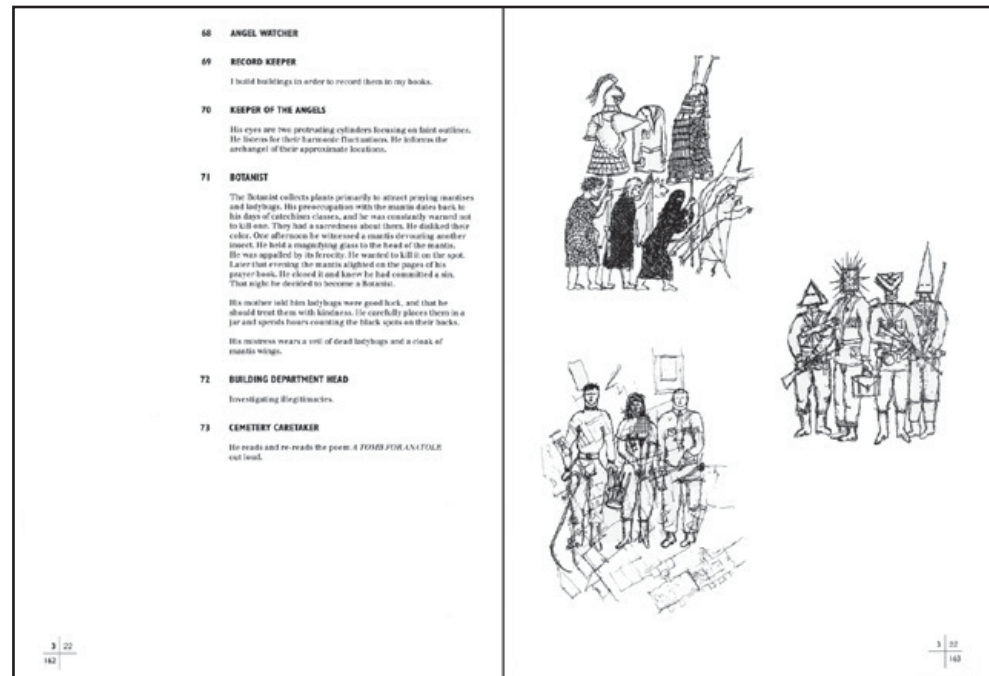 68 ANGEL WATCHER
69 RECORD KEEPER
I build buildings in order to record them in my books.
70 KEEPER OF THE ANGELS
His eyes are two protruding cylinders focusing on faint outlines.
He listens for their harmonic fluctuations. He informs the
archangel of their approximate locations.
71 BOTANIST
The Botanist collects plants primarily to attract praying mantises
and ladybugs. His preoccupation with the mantis dates back to
his days of catechism classes, and he was constantly warned not
to kill one. They had a sacredness about them. He disliked their
color. One afternoon he witnessed a mantis devouring another
insect. He held a magnifying glass to the head of the mantis.
He was appalled by its ferocity. He wanted to kill it on the spot.
Later that evening the mantis alighted on the pages of his
prayer book. He closed it and knew he had committed a sin.
That night he decided to become a Botanist.
His mother told him ladybugs were good luck, and that he
should treat them with kindness. He carefully places them in a
jar and spends hours counting the black spots on their backs.
His mistress wears a veil of dead ladybugs and a cloak of
mantis wings.
72 BUILDING DEPARTMENT HEAD
Investigating illegitimacies.
73 CEMETERY CARETAKER
He reads and re-reads the poem A TOMB FOR ANATOLE
out loud.
3 22
162
3 22
163